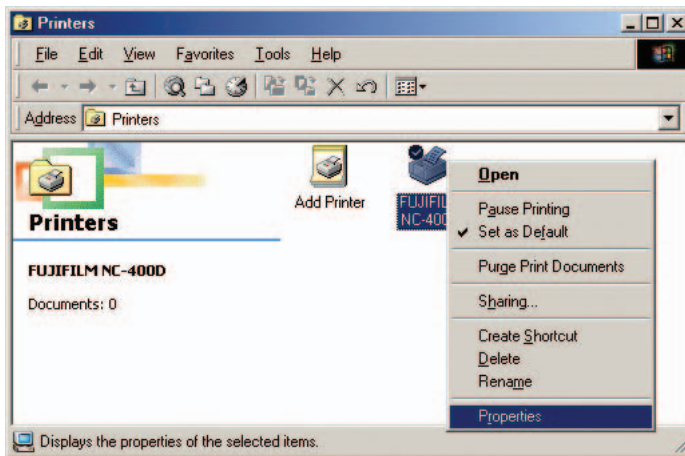 Printers
File Edit View Favorites Tools Help
Address Printers
Printers
FUJIFILM NC-400D
Documents: 0
Add Printer
FUJIFIL
NC-400
Open
Pause Printing
Set as Default
Purge Print Documents
Sharing...
Create Shortcut
Delete
Rename
Properties
Displays the properties of the selected items.